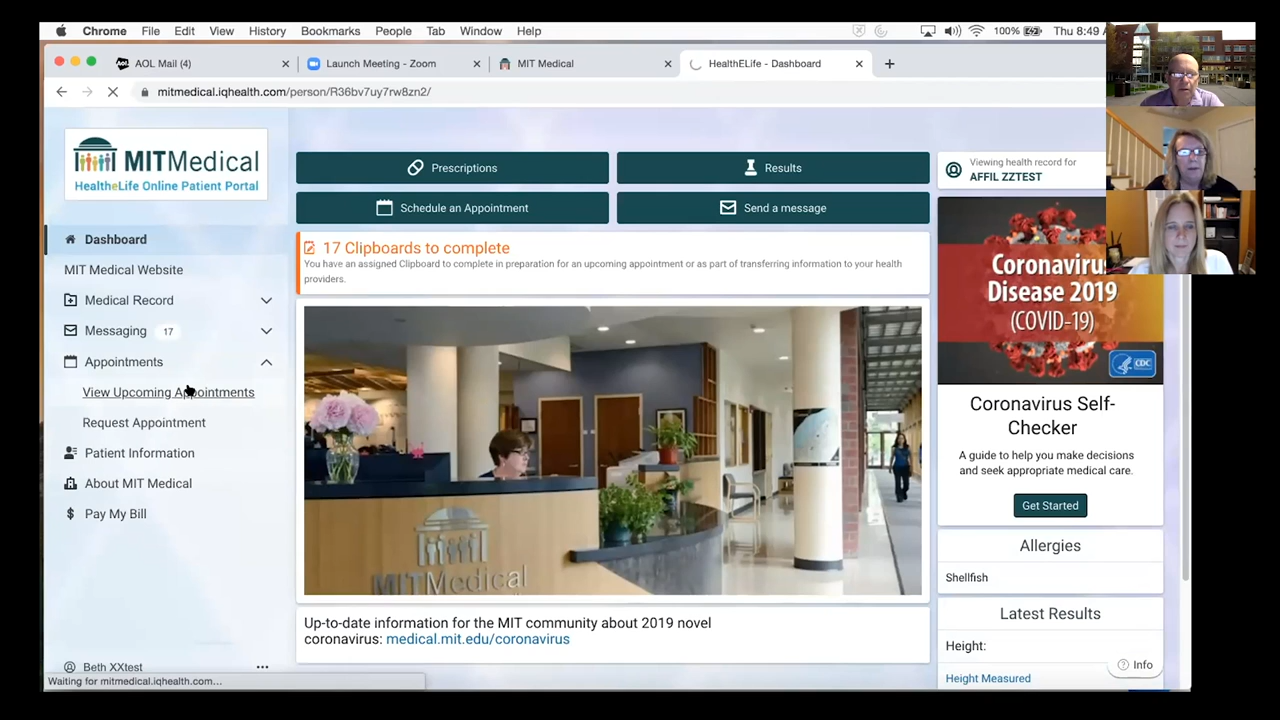 Chrome File Edit View History Bookmarks People Tab Window Help 100% Thu 8:49
AOL Mail (4) Launch Meeting - Zoom MIT Medical HealthELife - Dashboard
mitmedical.iqhealth.com/person/R36bv7uy7rw8zn2/
MITMedical
HealtheLife Online Patient Portal
Dashboard
MIT Medical Website
Medical Record
Messaging 17
Appointments
View Upcoming Appointments
Request Appointment
Patient Information
About MIT Medical
$ Pay My Bill
Beth XXtest ...
Waiting for mitmedical.iqhealth.com...
Prescriptions
Results
Schedule an Appointment
Send a message
17 Clipboards to complete
You have an assigned Clipboard to complete in preparation for an upcoming appointment or as part of transferring information to your health
providers.
MITMedical
Up-to-date information for the MIT community about 2019 novel
coronavirus: medical.mit.edu/coronavirus
Viewing health record for
AFFIL ZZTEST
Coronavirus
Disease 2019
(COVID-19)
CDC
Coronavirus Self-
Checker
A guide to help you make decisions
and seek appropriate medical care.
Get Started
Allergies
Shellfish
Latest Results
Height:
Info
Height Measured